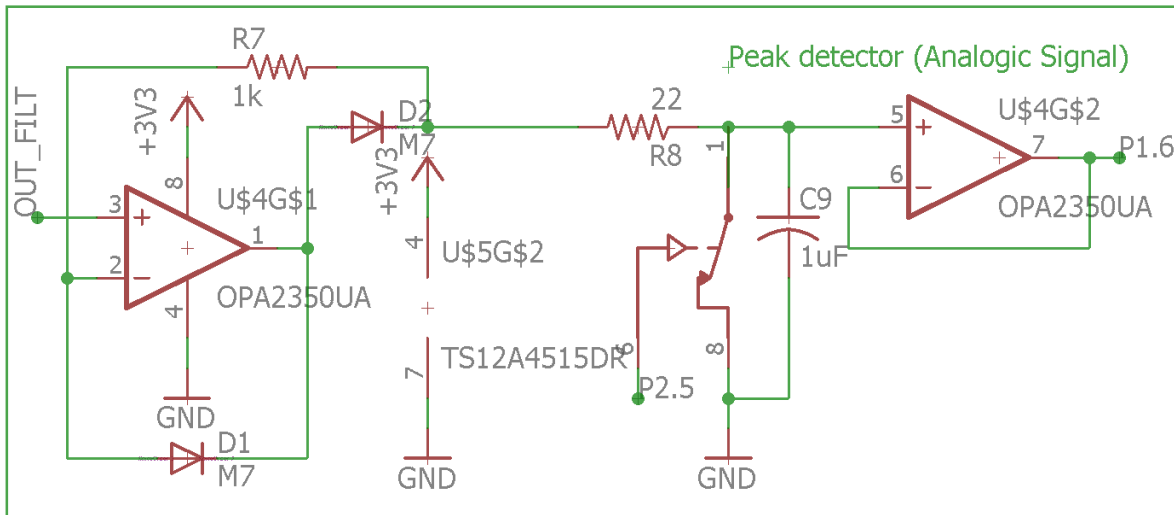 R7
1k
Peak detector (Analogic Signal)
+3V3
D2
M7
22
R8
U$4G$2
5
6
7
P1.6
OPA2350UA
OUT_FILT
8
3
2
1
4
U$4G$1
OPA2350UA
+3V3
4
U$5G$2
1
C9
1uF
TS12A4515DR
7
6
8
P2.5
GND
D1
M7
GND
GND